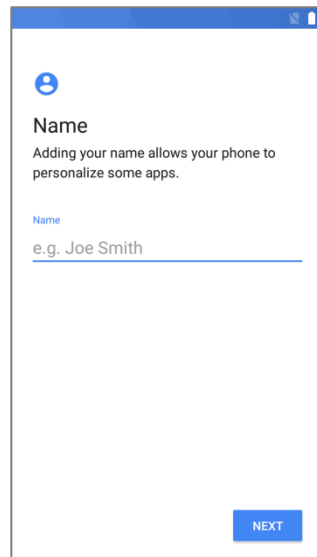 Name
Adding your name allows your phone to
personalize some apps.
Name
e.g. Joe Smith
NEXT